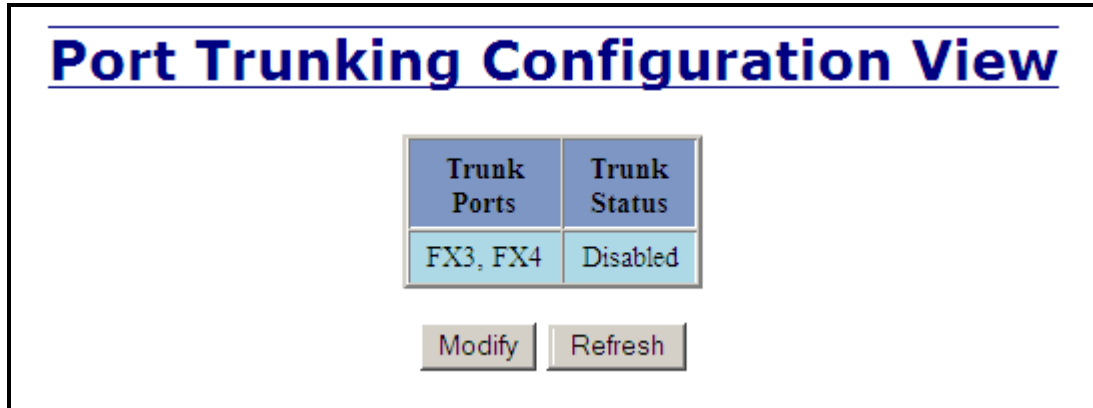 Port Trunking Configuration View
Trunk Ports
Trunk Status
FX3, FX4
Disabled
Modify
Refresh